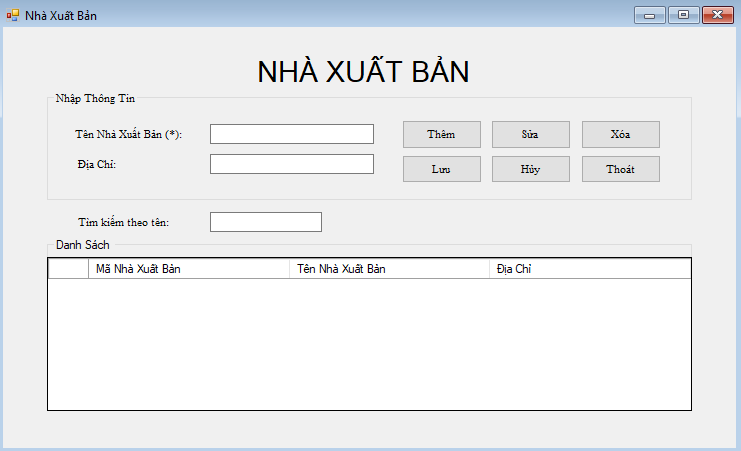 Nhà Xuất Bản
NHÀ XUẤT BẢN
Nhập Thông Tin
Tên Nhà Xuất Bản (*):
Thêm Sửa Xóa
Địa Chỉ:
Lưu Hủy Thoát
Tìm kiếm theo tên:
Danh Sách
Mã Nhà Xuất Bản Tên Nhà Xuất Bản Địa Chỉ